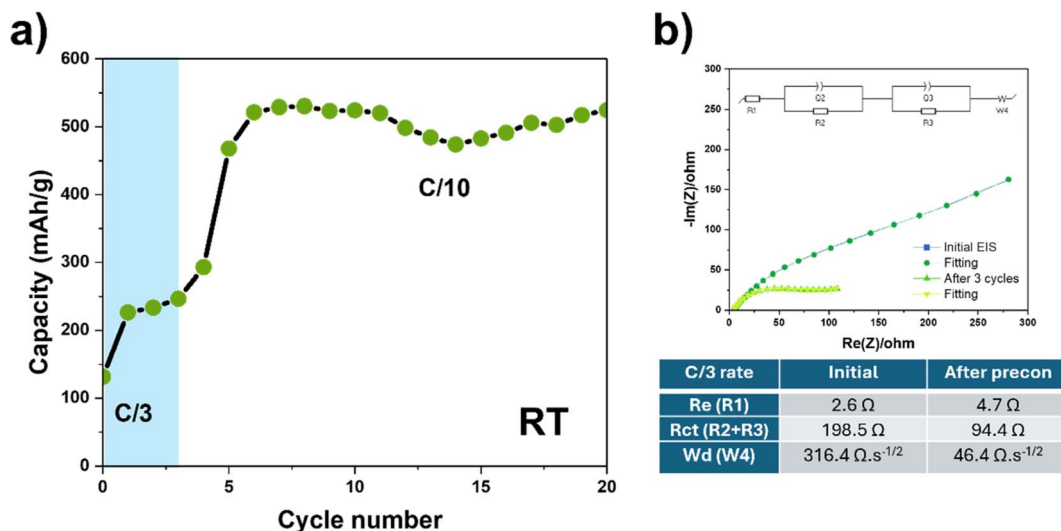 a)
600
500
400
300
200
100
0
Capacity (mAh/g)
C/3
C/10
RT
0
5
10
15
20
Cycle number
b)
300
250
200
150
100
50
0
-Im(Z)/ohm
R1
Q2
R2
Q3
R3
W4
Initial EIS
Fitting
After 3 cycles
Fitting
0
50
100
150
200
250
300
Re(Z)/ohm
C/3 rate Initial After precon
Re (R1) 2.6 Ω 4.7 Ω
Rct (R2+R3) 198.5 Ω 94.4 Ω
Wd (W4) 316.4 Ω.s-1/2 46.4 Ω.s-1/2